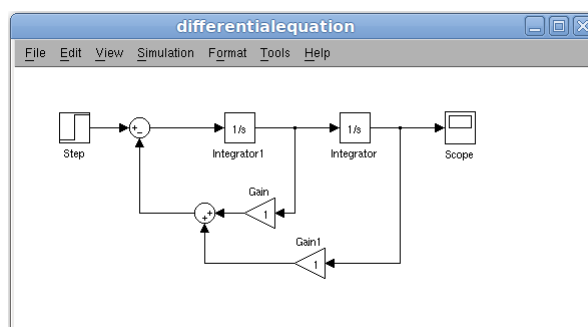 differentialequation
File Edit View Simulation Format Tools Help
Step
+
−
1/s
Integrator1
1/s
Integrator
Scope
Gain
1
+
+
Gain1
1